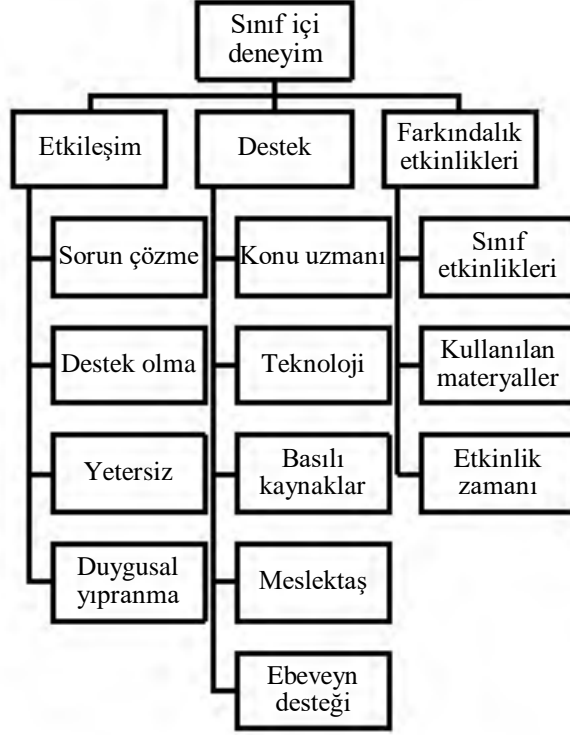 Sınıf içi
deneyim
Etkileşim
Destek
Farkındalık
etkinlikleri
Sorun çözme
Destek olma
Yetersiz
Duygusal
yıpranma
Konu uzmanı
Teknoloji
Basılı
kaynaklar
Meslektaş
Ebeveyn
desteği
Sınıf
etkinlikleri
Kullanılan
materyaller
Etkinlik
zamanı